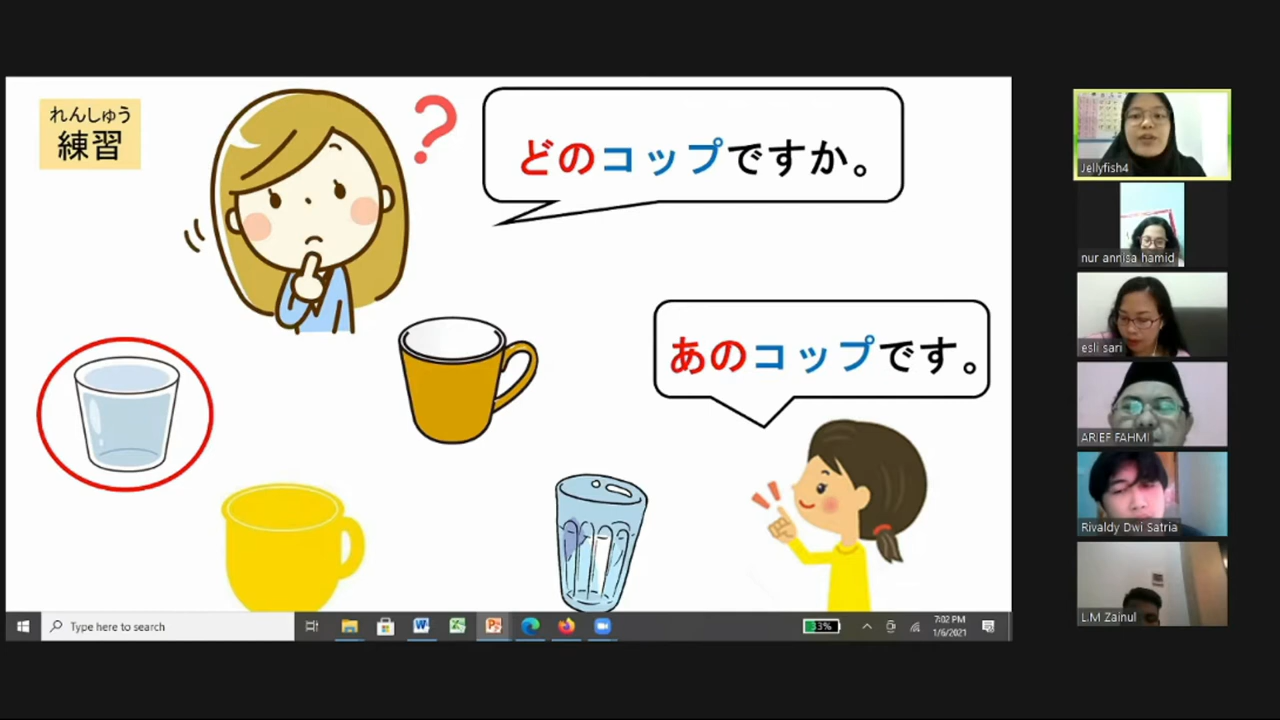 れんしゅう
練習
?
どのコップですか。
あのコップです。
Jellyfish4
nur annisa hamid
esli sari
ARIEF FAHMI
Rivaldy Dwi Satria
L.M Zainul
Type here to search
33%
7:02 PM
1/6/2021